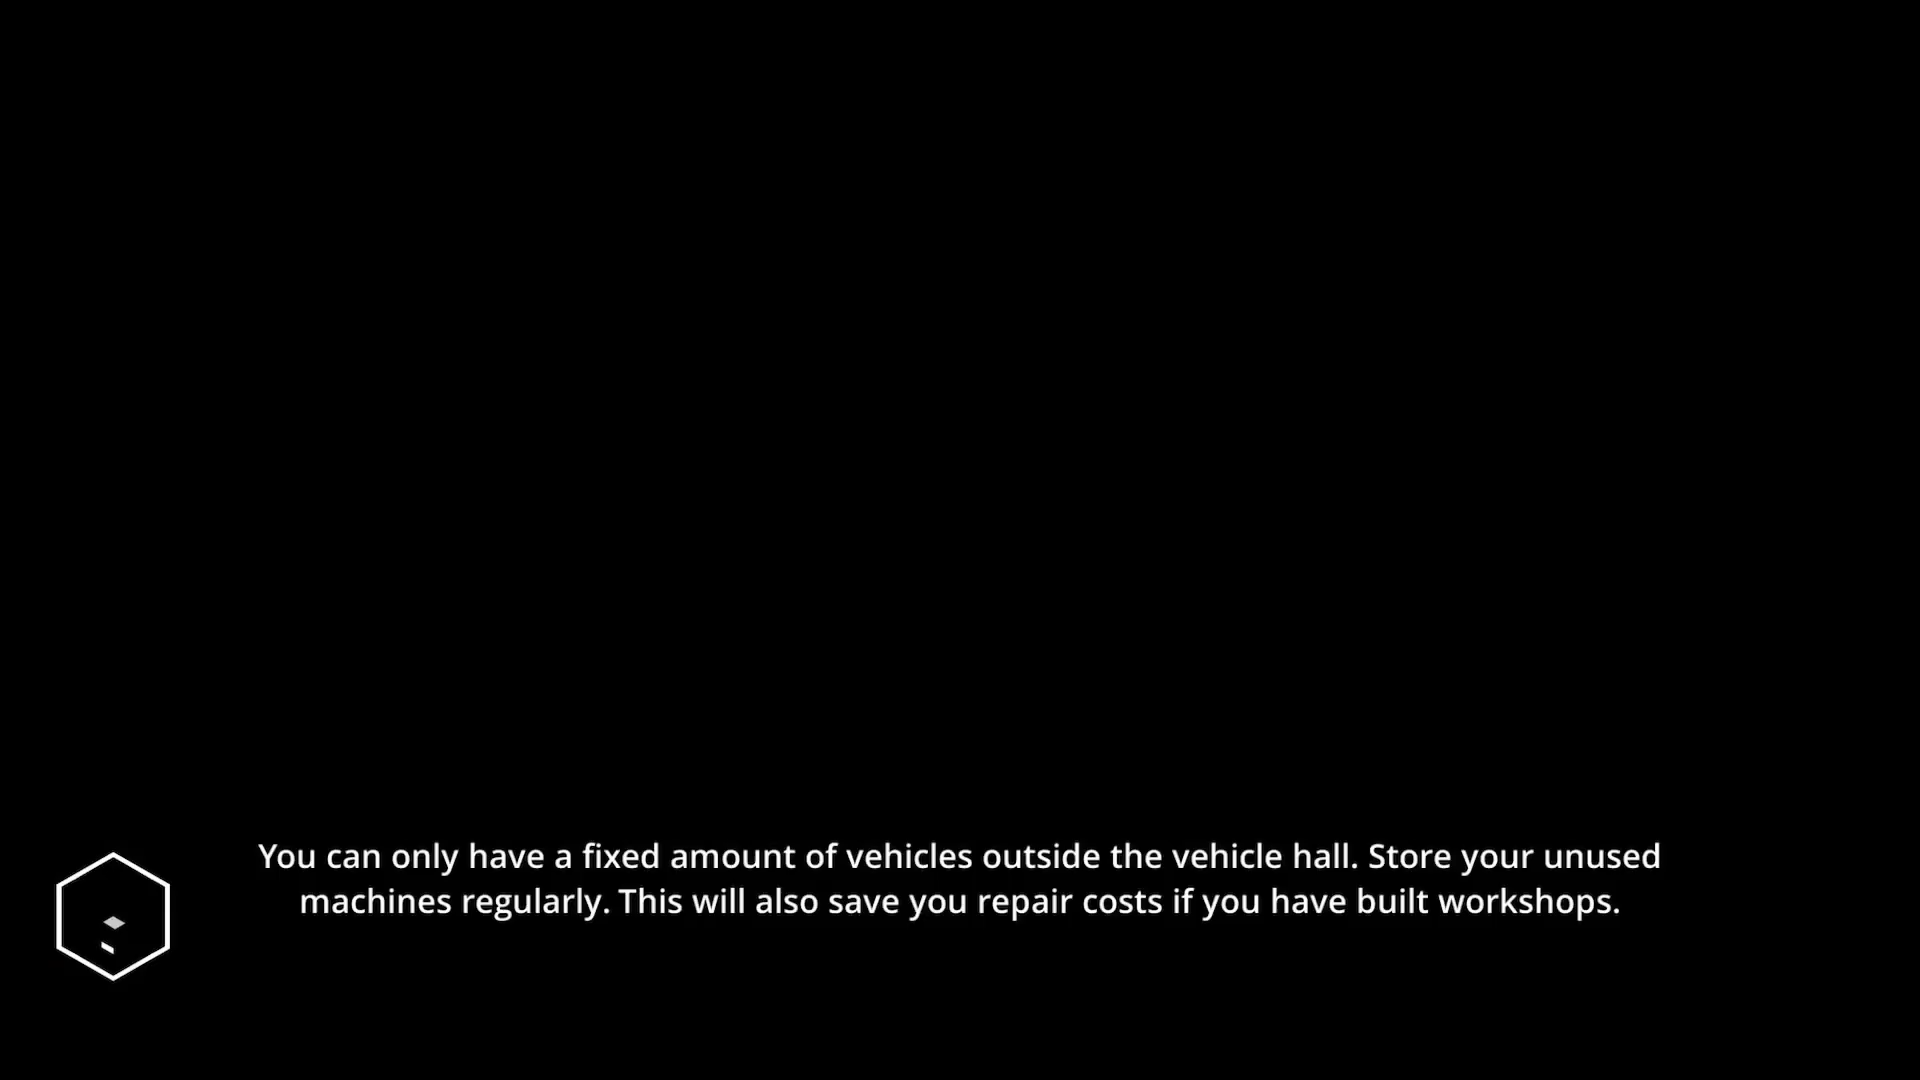 You can only have a fixed amount of vehicles outside the vehicle hall. Store your unused
machines regularly. This will also save you repair costs if you have built workshops.